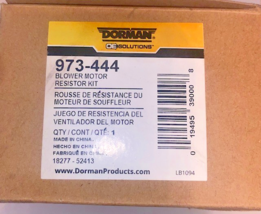 DORMAN
OE SOLUTIONS
973-444
BLOWER MOTOR
RESISTOR KIT
ROUSSE DE RÉSISTANCE DU
MOTEUR DE SOUFFLEUR
JUEGO DE RESISTENCIA DEL
VENTILADOR DEL MOTOR
QTY / CONT / QTÉ: 1
MADE IN CHINA
HECHO EN CHINA
FABRIQUÉ EN
18277 - 52413
www.DormanProducts.com
LB1094
0 19495 39000 8